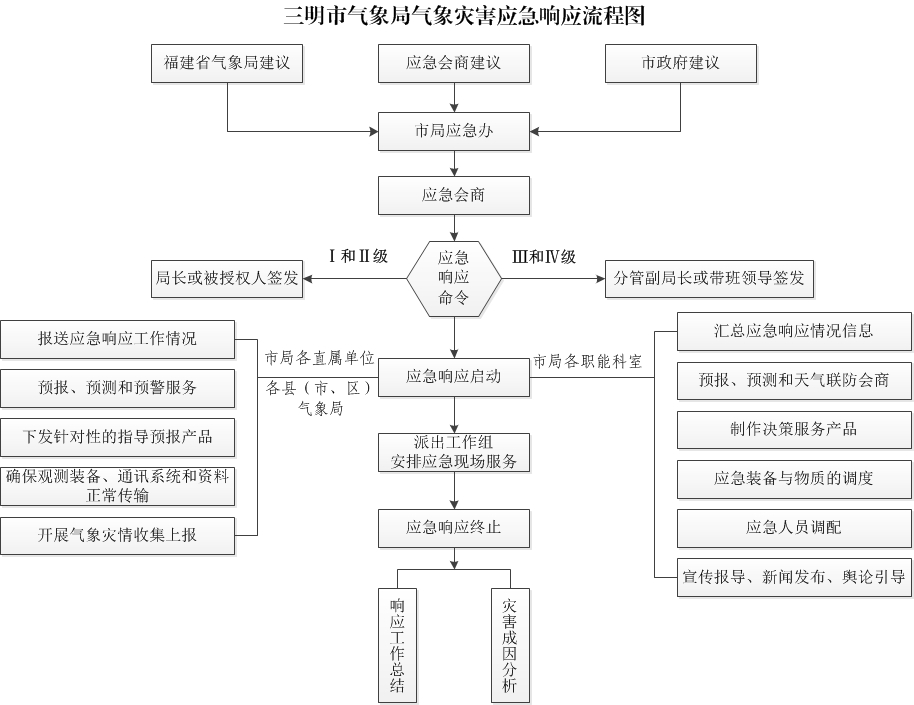 三明市气象局气象灾害应急响应流程图
福建省气象局建议
应急会商建议
市政府建议
市局应急办
应急会商
Ⅰ和Ⅱ级
应急
响应
命令
Ⅲ和Ⅳ级
局长或被授权人签发
分管副局长或带班领导签发
报送应急响应工作情况
预报、预测和预警服务
下发针对性的指导预报产品
确保观测装备、通讯系统和资料
正常传输
开展气象灾情收集上报
市局各直属单位
各县（市、区）
气象局
应急响应启动
市局各职能科室
汇总应急响应情况信息
预报、预测和天气联防会商
制作决策服务产品
应急装备与物质的调度
应急人员调配
宣传报导、新闻发布、舆论引导
派出工作组
安排应急现场服务
应急响应终止
响应工作总结
灾害成因分析